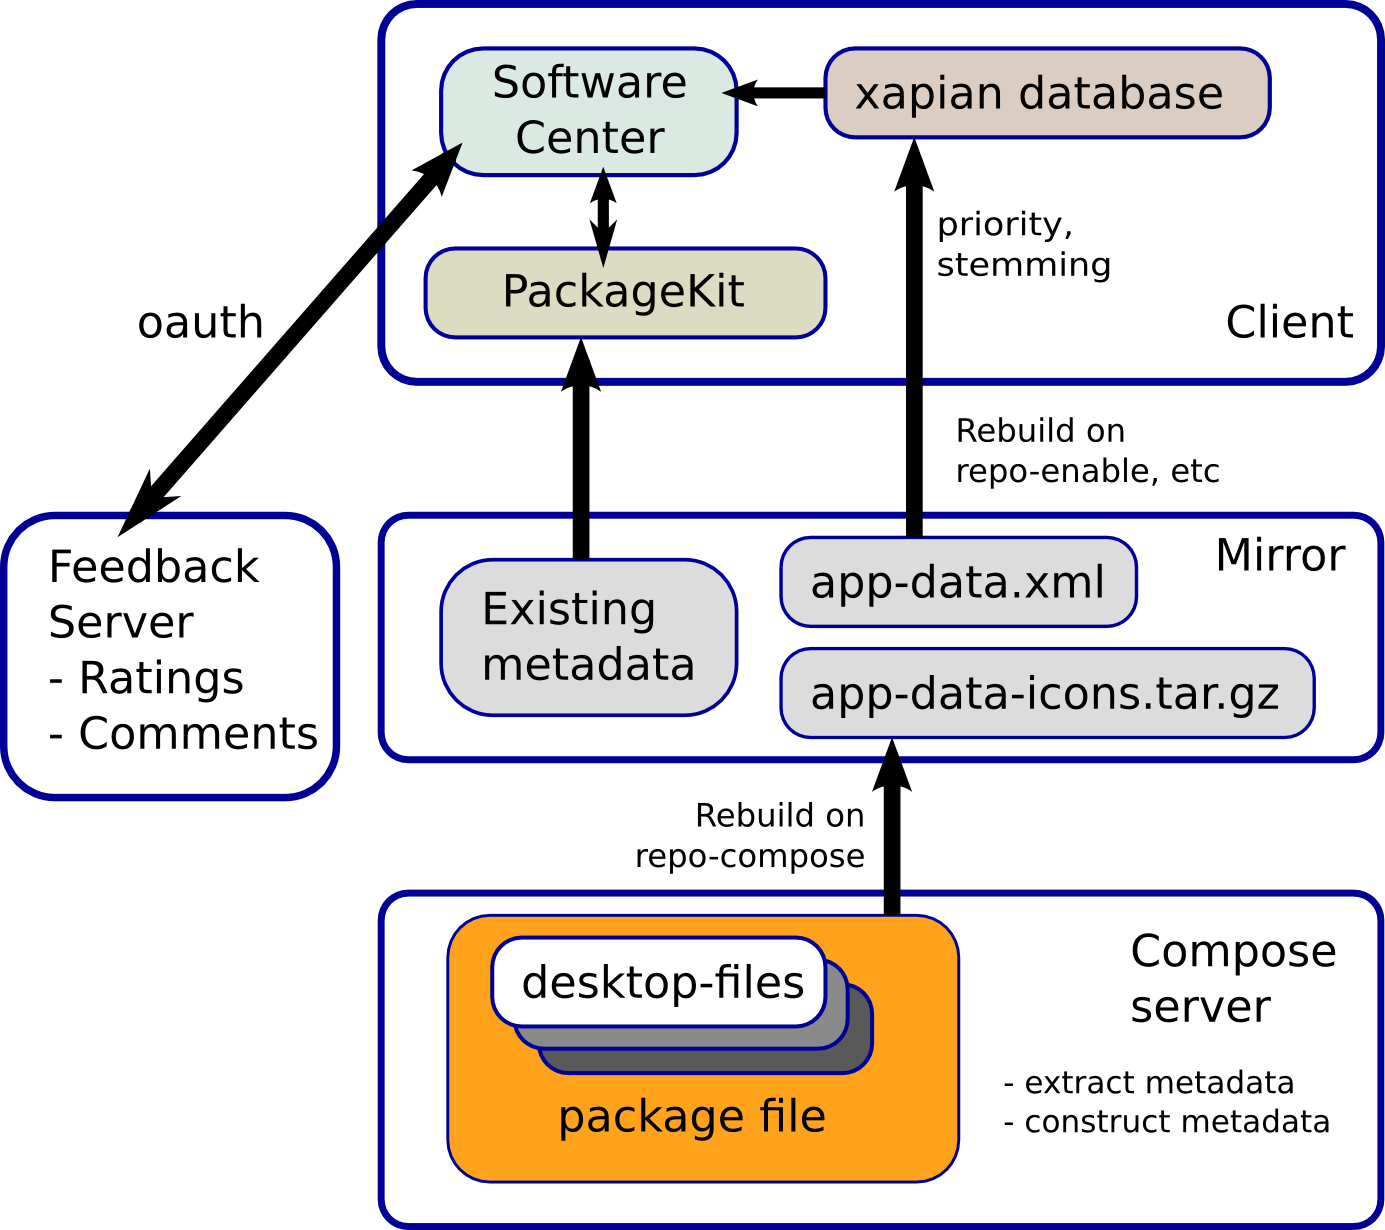 Software
Center
xapian database
priority,
stemming
PackageKit
Client
oauth
Rebuild on
repo-enable, etc
Feedback
Server
- Ratings
- Comments
Mirror
Existing
metadata
app-data.xml
app-data-icons.tar.gz
Rebuild on
repo-compose
Compose
server
- extract metadata
- construct metadata
desktop-files
package file